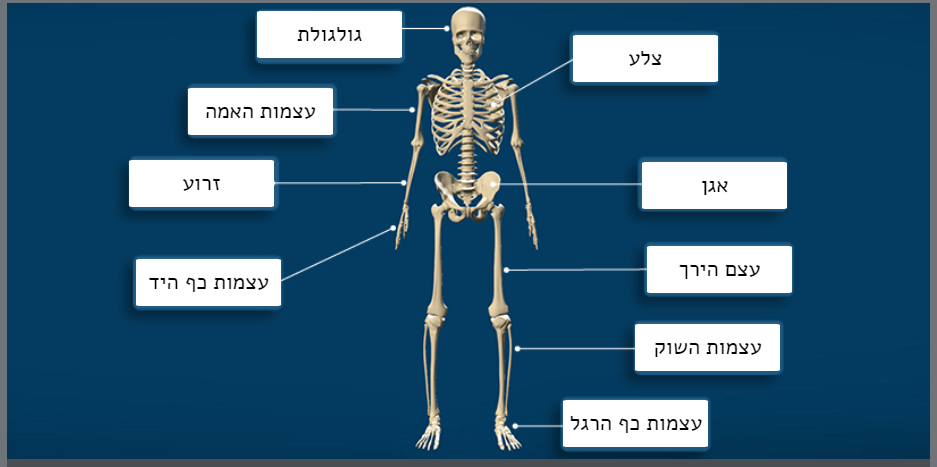 גולגולת
צלע
עצמות האמה
זרוע
אגן
עצמות כף היד
עצם הירך
עצמות השוק
עצמות כף הרגל